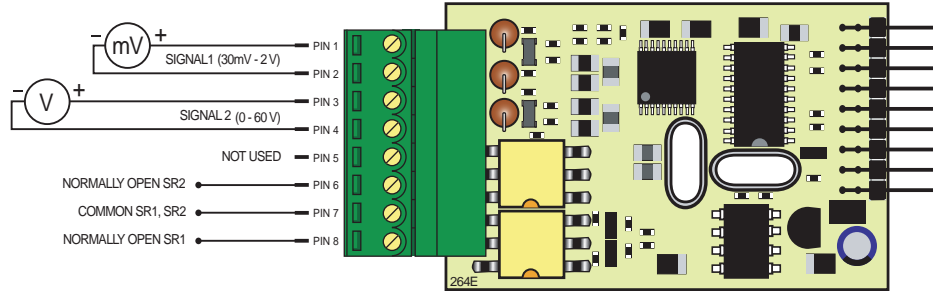 mV
SIGNAL1 (30mV - 2 V)
PIN 1
PIN 2
V
SIGNAL 2 (0 - 60 V)
PIN 3
PIN 4
NOT USED PIN 5
NORMALLY OPEN SR2 PIN 6
COMMON SR1, SR2 PIN 7
NORMALLY OPEN SR1 PIN 8
264E